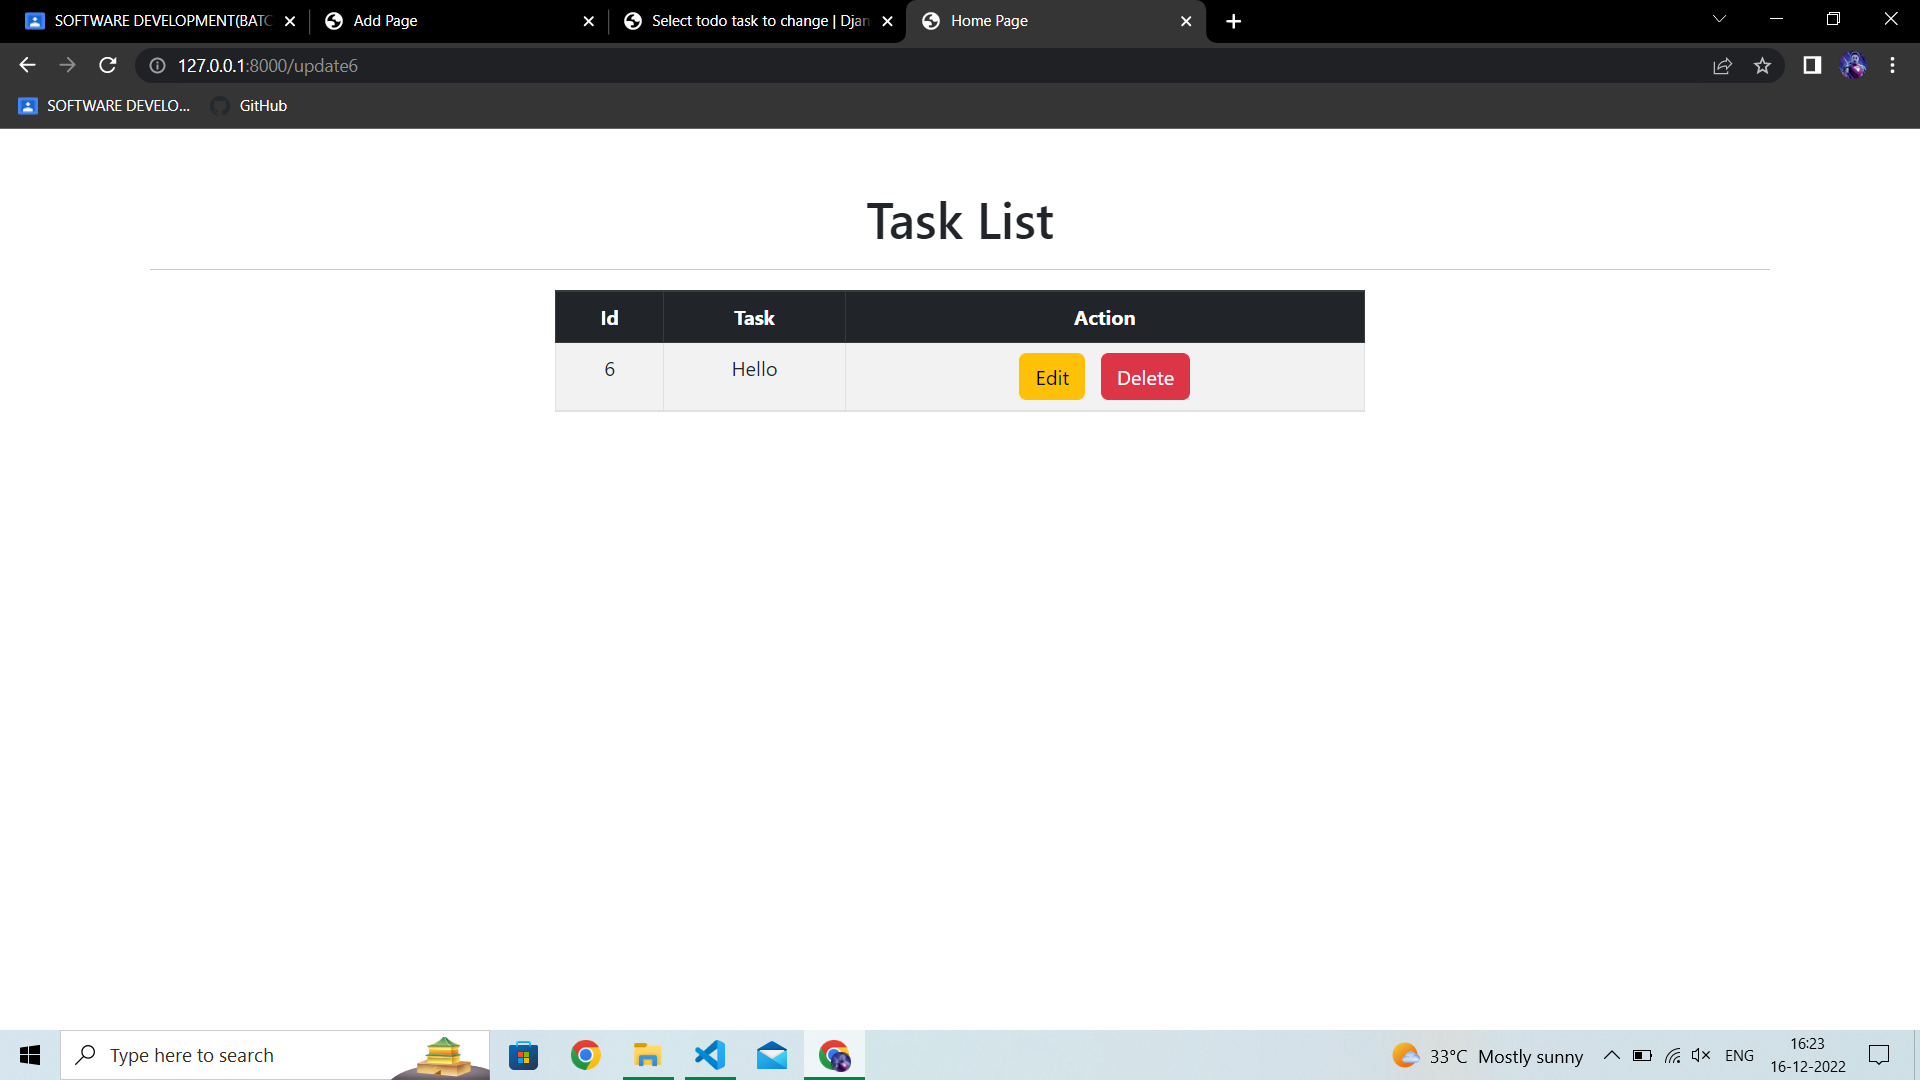 SOFTWARE DEVELOPMENT(BATC
Add Page
Select todo task to change | Djan
Home Page
127.0.0.1:8000/update6
SOFTWARE DEVELO...
GitHub
Task List
Id Task Action
6 Hello Edit Delete
Type here to search
33°C Mostly sunny
ENG
16:23
16-12-2022